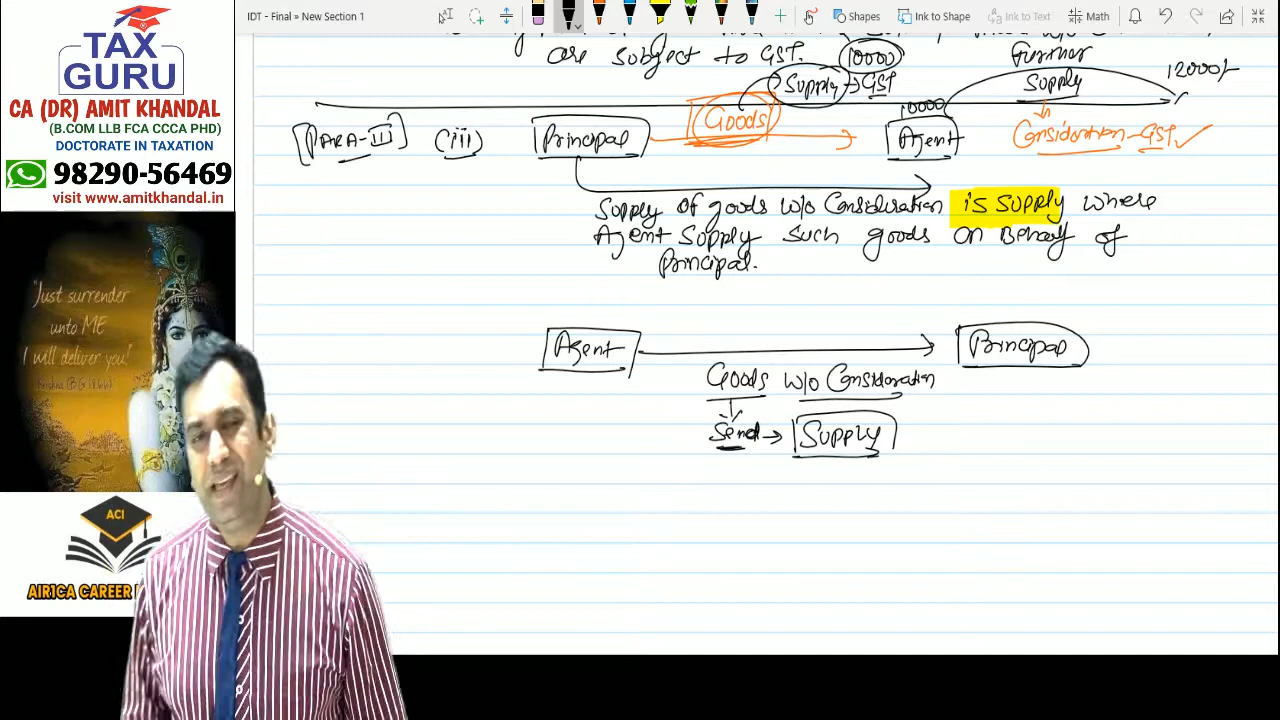 TAX
GURU
CA (DR) AMIT KHANDAL
(B.COM LLB FCA CCCA PHD)
DOCTORATE IN TAXATION
98290-56469
visit www.amitkhandal.in
"Just surrender
unto ME
I will deliver you!"
ACI
AIR1CA CAREER
IDT - Final » New Section 1
Shapes
Ink to Shape
Ink to Text
Math
are subject to GST. 10000 Further
Supply → GST Supply 12000/-
[PARA-II] (iii) Principal Goods 10000 Agent Consideration - GST
Supply of goods w/o Consideration is supply where
Agent Supply such goods on Behalf of
Principal.
Agent Principal
Goods w/o Consideration
Send → Supply